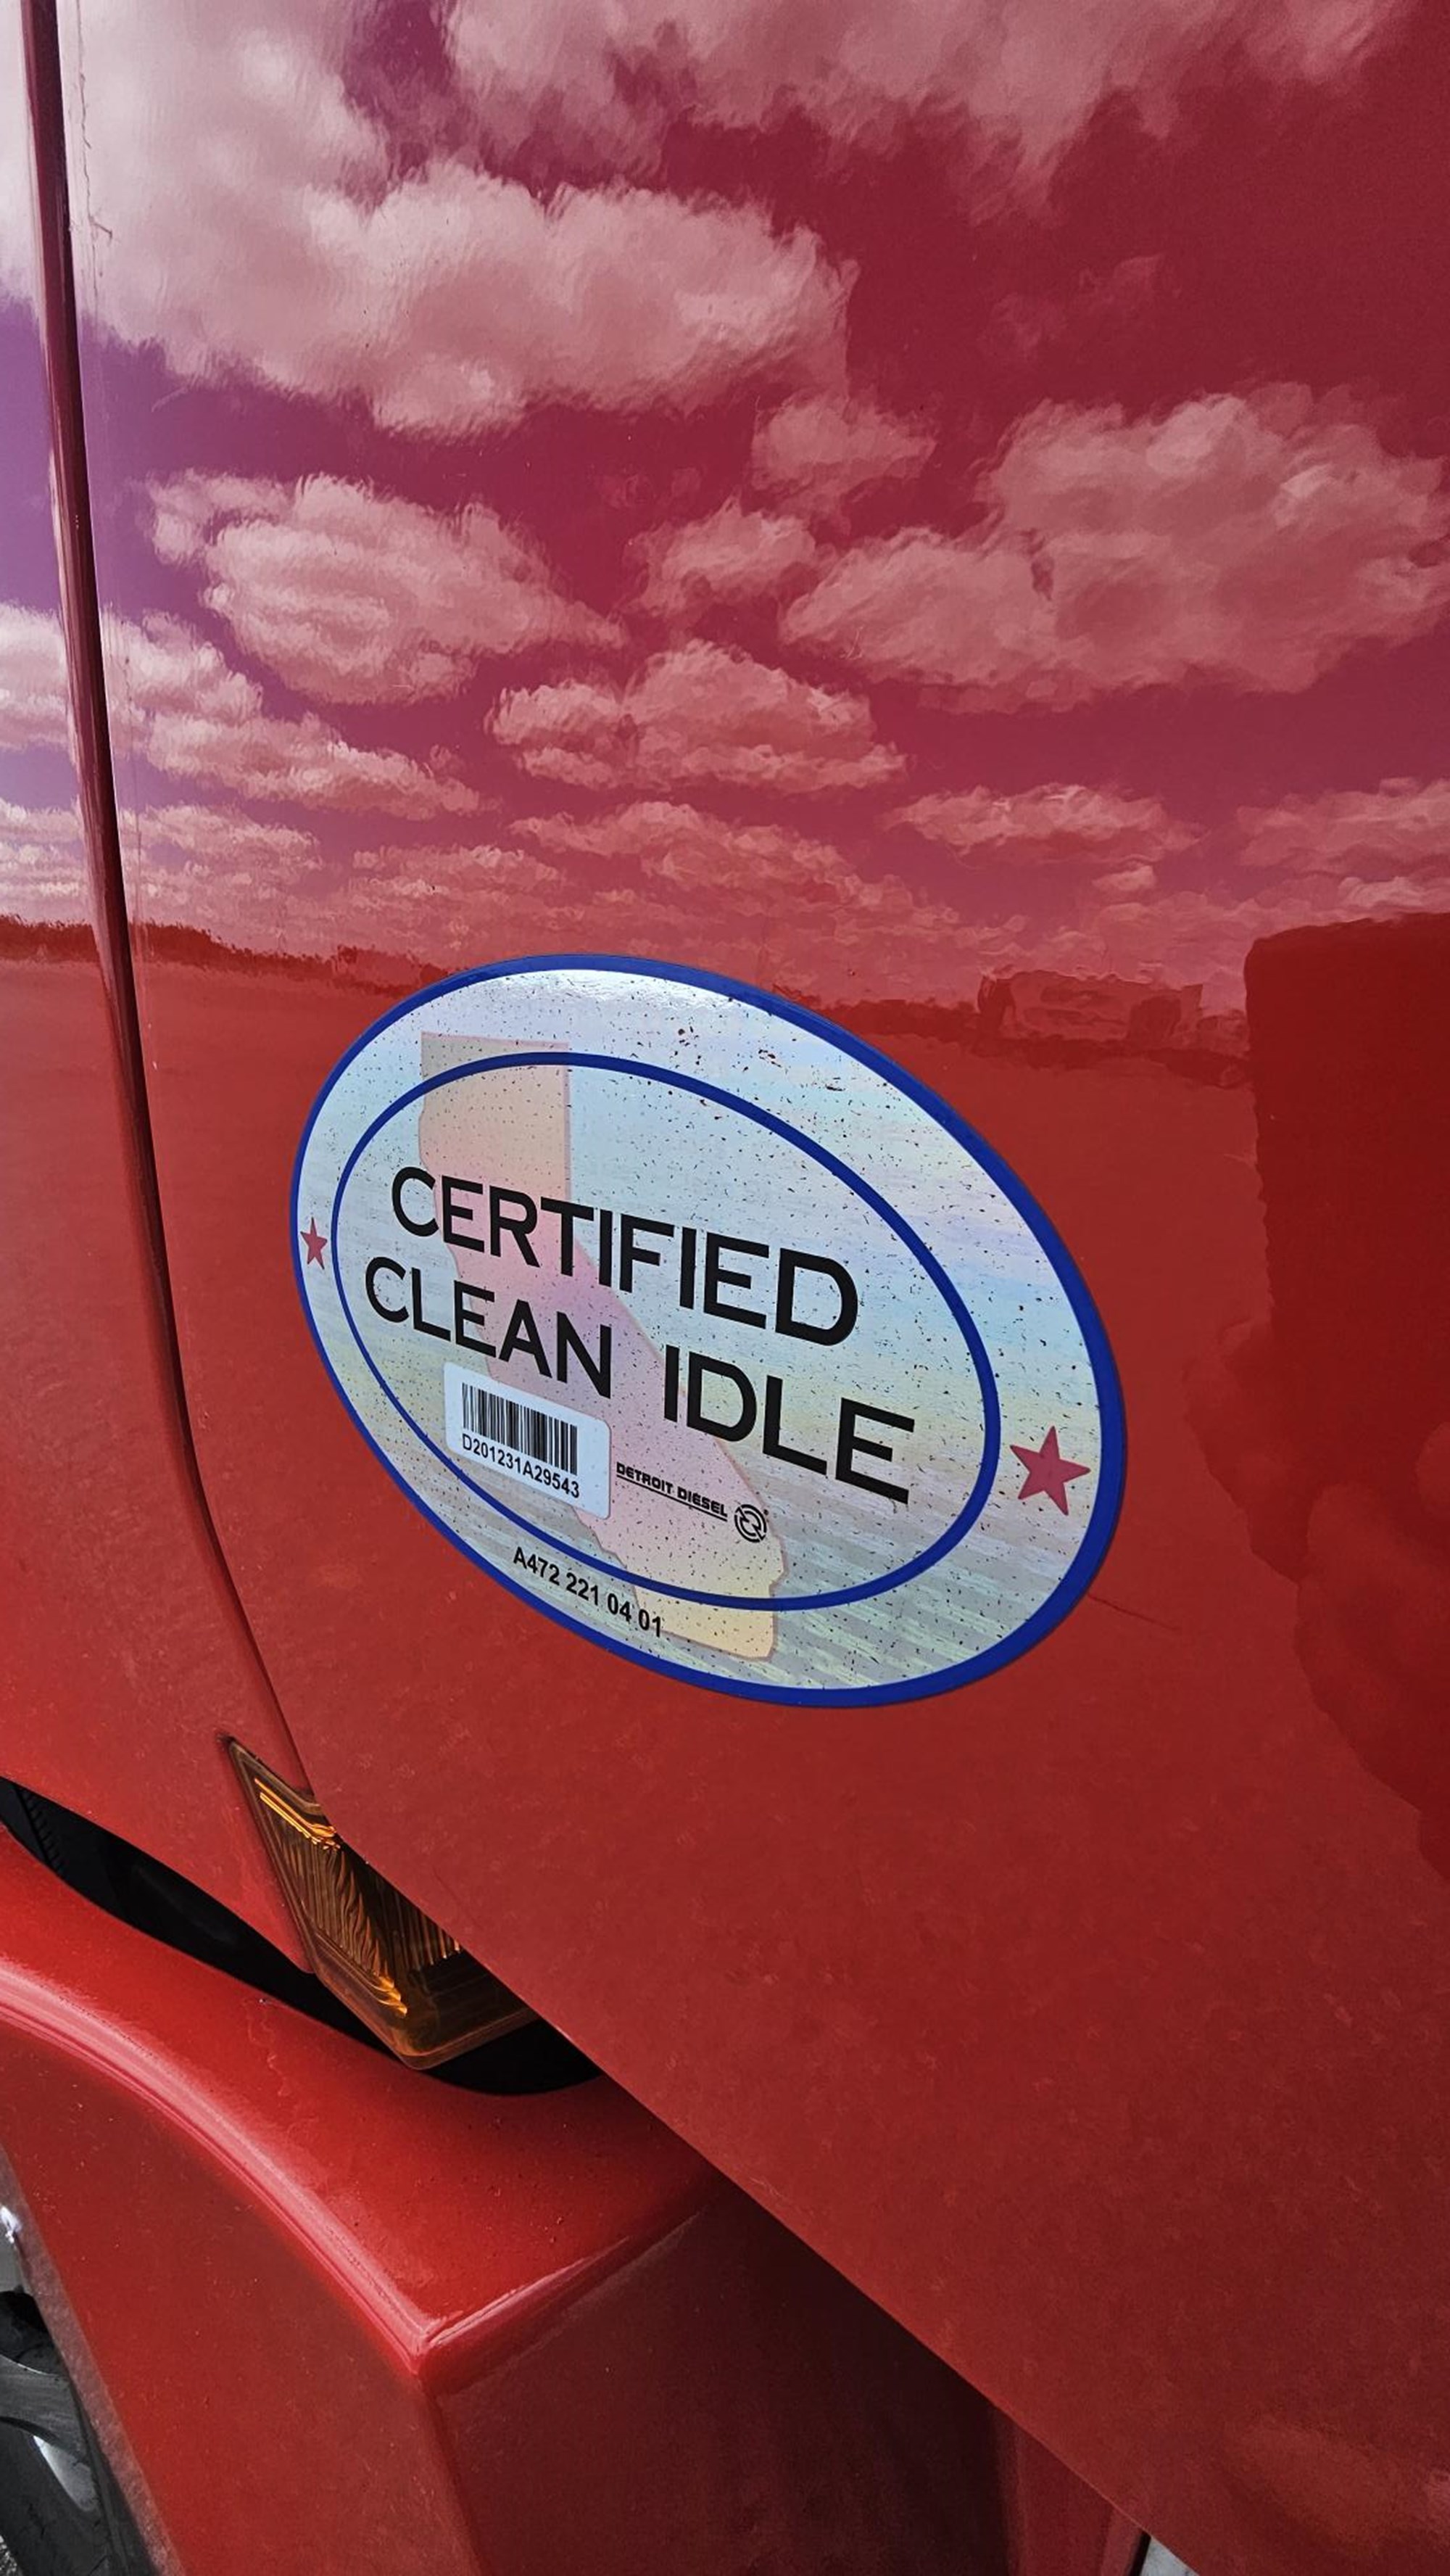 CERTIFIED
CLEAN IDLE
D201231A29543
DETROIT DIESEL
A472 221 04 01